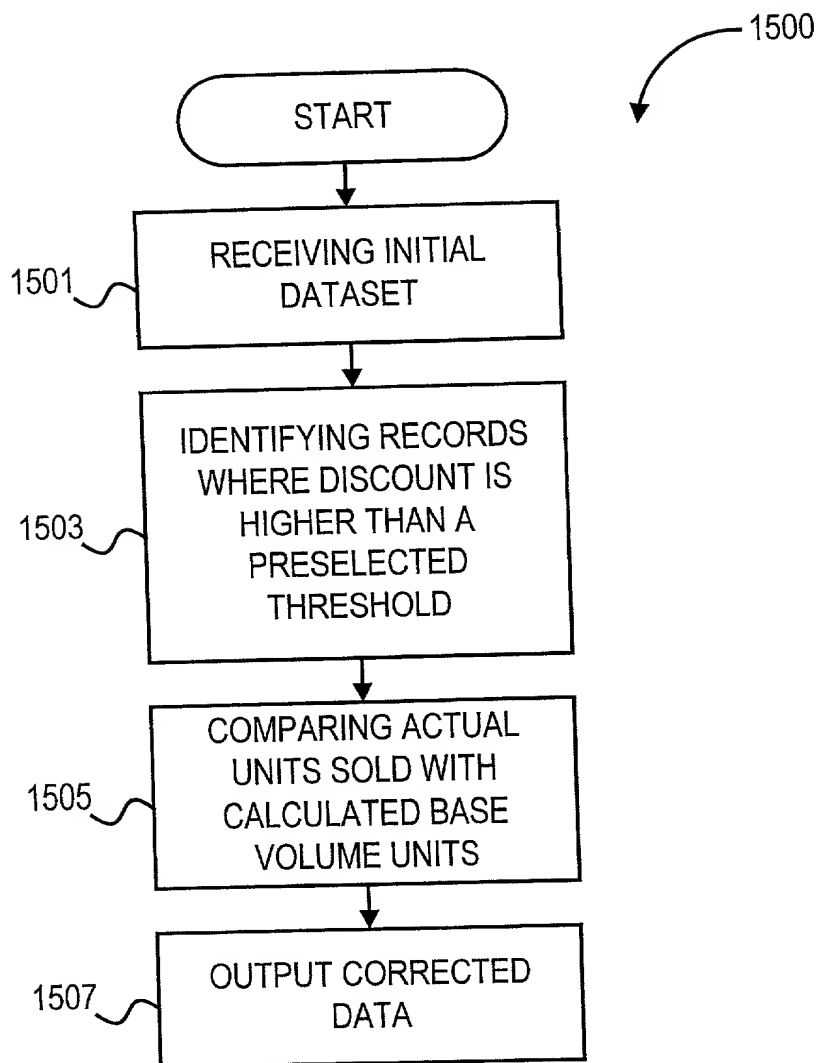 1500
START
RECEIVING INITIAL
DATASET
1501
IDENTIFYING RECORDS
WHERE DISCOUNT IS
HIGHER THAN A
PRESELECTED
THRESHOLD
1503
COMPARING ACTUAL
UNITS SOLD WITH
CALCULATED BASE
VOLUME UNITS
1505
OUTPUT CORRECTED
DATA
1507